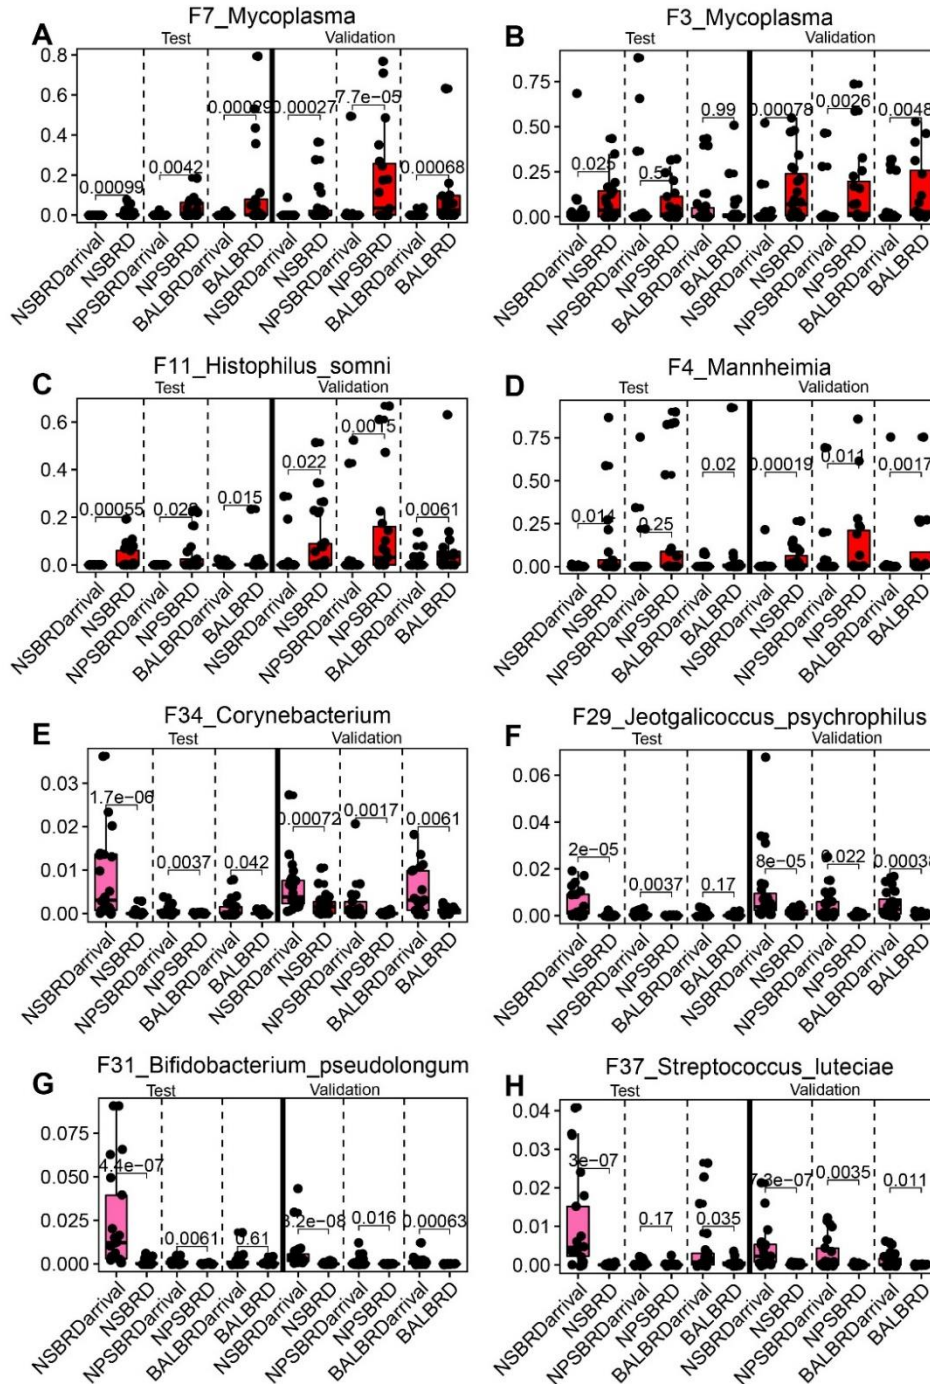 A
F7_Mycoplasma
Test
Validation
0.8
0.6
0.4
0.2
0.0
0.00099
0.0042
0.00029
0.00027
7.7e-05
0.00068
NSBRDarrival
NSBRD
NPSBRDarrival
NPSBRD
BALBRDarrival
BALBRD
NSBRDarrival
NSBRD
NPSBRDarrival
NPSBRD
BALBRDarrival
BALBRD
B
F3_Mycoplasma
Test
Validation
0.75
0.50
0.25
0.00
0.025
0.99
0.00078
0.0026
0.0048
NSBRDarrival
NSBRD
NPSBRDarrival
NPSBRD
BALBRDarrival
BALBRD
NSBRDarrival
NSBRD
NPSBRDarrival
NPSBRD
BALBRDarrival
BALBRD
C
F11_Histophilus_somni
Test
Validation
0.6
0.4
0.2
0.0
0.00055
0.015
0.022
0.0015
0.0061
NSBRDarrival
NSBRD
NPSBRDarrival
NPSBRD
BALBRDarrival
BALBRD
NSBRDarrival
NSBRD
NPSBRDarrival
NPSBRD
BALBRDarrival
BALBRD
D
F4_Mannheimia
Test
Validation
0.75
0.50
0.25
0.00
0.014
0.25
0.02
0.00019
0.011
0.0017
NSBRDarrival
NSBRD
NPSBRDarrival
NPSBRD
BALBRDarrival
BALBRD
NSBRDarrival
NSBRD
NPSBRDarrival
NPSBRD
BALBRDarrival
BALBRD
E
F34_Corynebacterium
Test
Validation
0.03
0.02
0.01
0.00
1.7e-06
0.0037
0.042
0.00072
0.0017
0.0061
NSBRDarrival
NSBRD
NPSBRDarrival
NPSBRD
BALBRDarrival
BALBRD
NSBRDarrival
NSBRD
NPSBRDarrival
NPSBRD
BALBRDarrival
BALBRD
F
F29_Jeotgalicoccus_psychrophilus
Test
Validation
0.06
0.04
0.02
0.00
2e-05
0.0037
0.17
8e-05
0.022
0.00038
NSBRDarrival
NSBRD
NPSBRDarrival
NPSBRD
BALBRDarrival
BALBRD
NSBRDarrival
NSBRD
NPSBRDarrival
NPSBRD
BALBRDarrival
BALBRD
G
F31_Bifidobacterium_pseudolongum
Test
Validation
0.075
0.050
0.025
0.000
4.4e-07
0.0061
0.61
3.2e-08
0.016
0.00063
NSBRDarrival
NSBRD
NPSBRDarrival
NPSBRD
BALBRDarrival
BALBRD
NSBRDarrival
NSBRD
NPSBRDarrival
NPSBRD
BALBRDarrival
BALBRD
H
F37_Streptococcus_luteciae
Test
Validation
0.04
0.03
0.02
0.01
0.00
3e-07
0.17
0.035
7.3e-07
0.0035
0.011
NSBRDarrival
NSBRD
NPSBRDarrival
NPSBRD
BALBRDarrival
BALBRD
NSBRDarrival
NSBRD
NPSBRDarrival
NPSBRD
BALBRDarrival
BALBRD